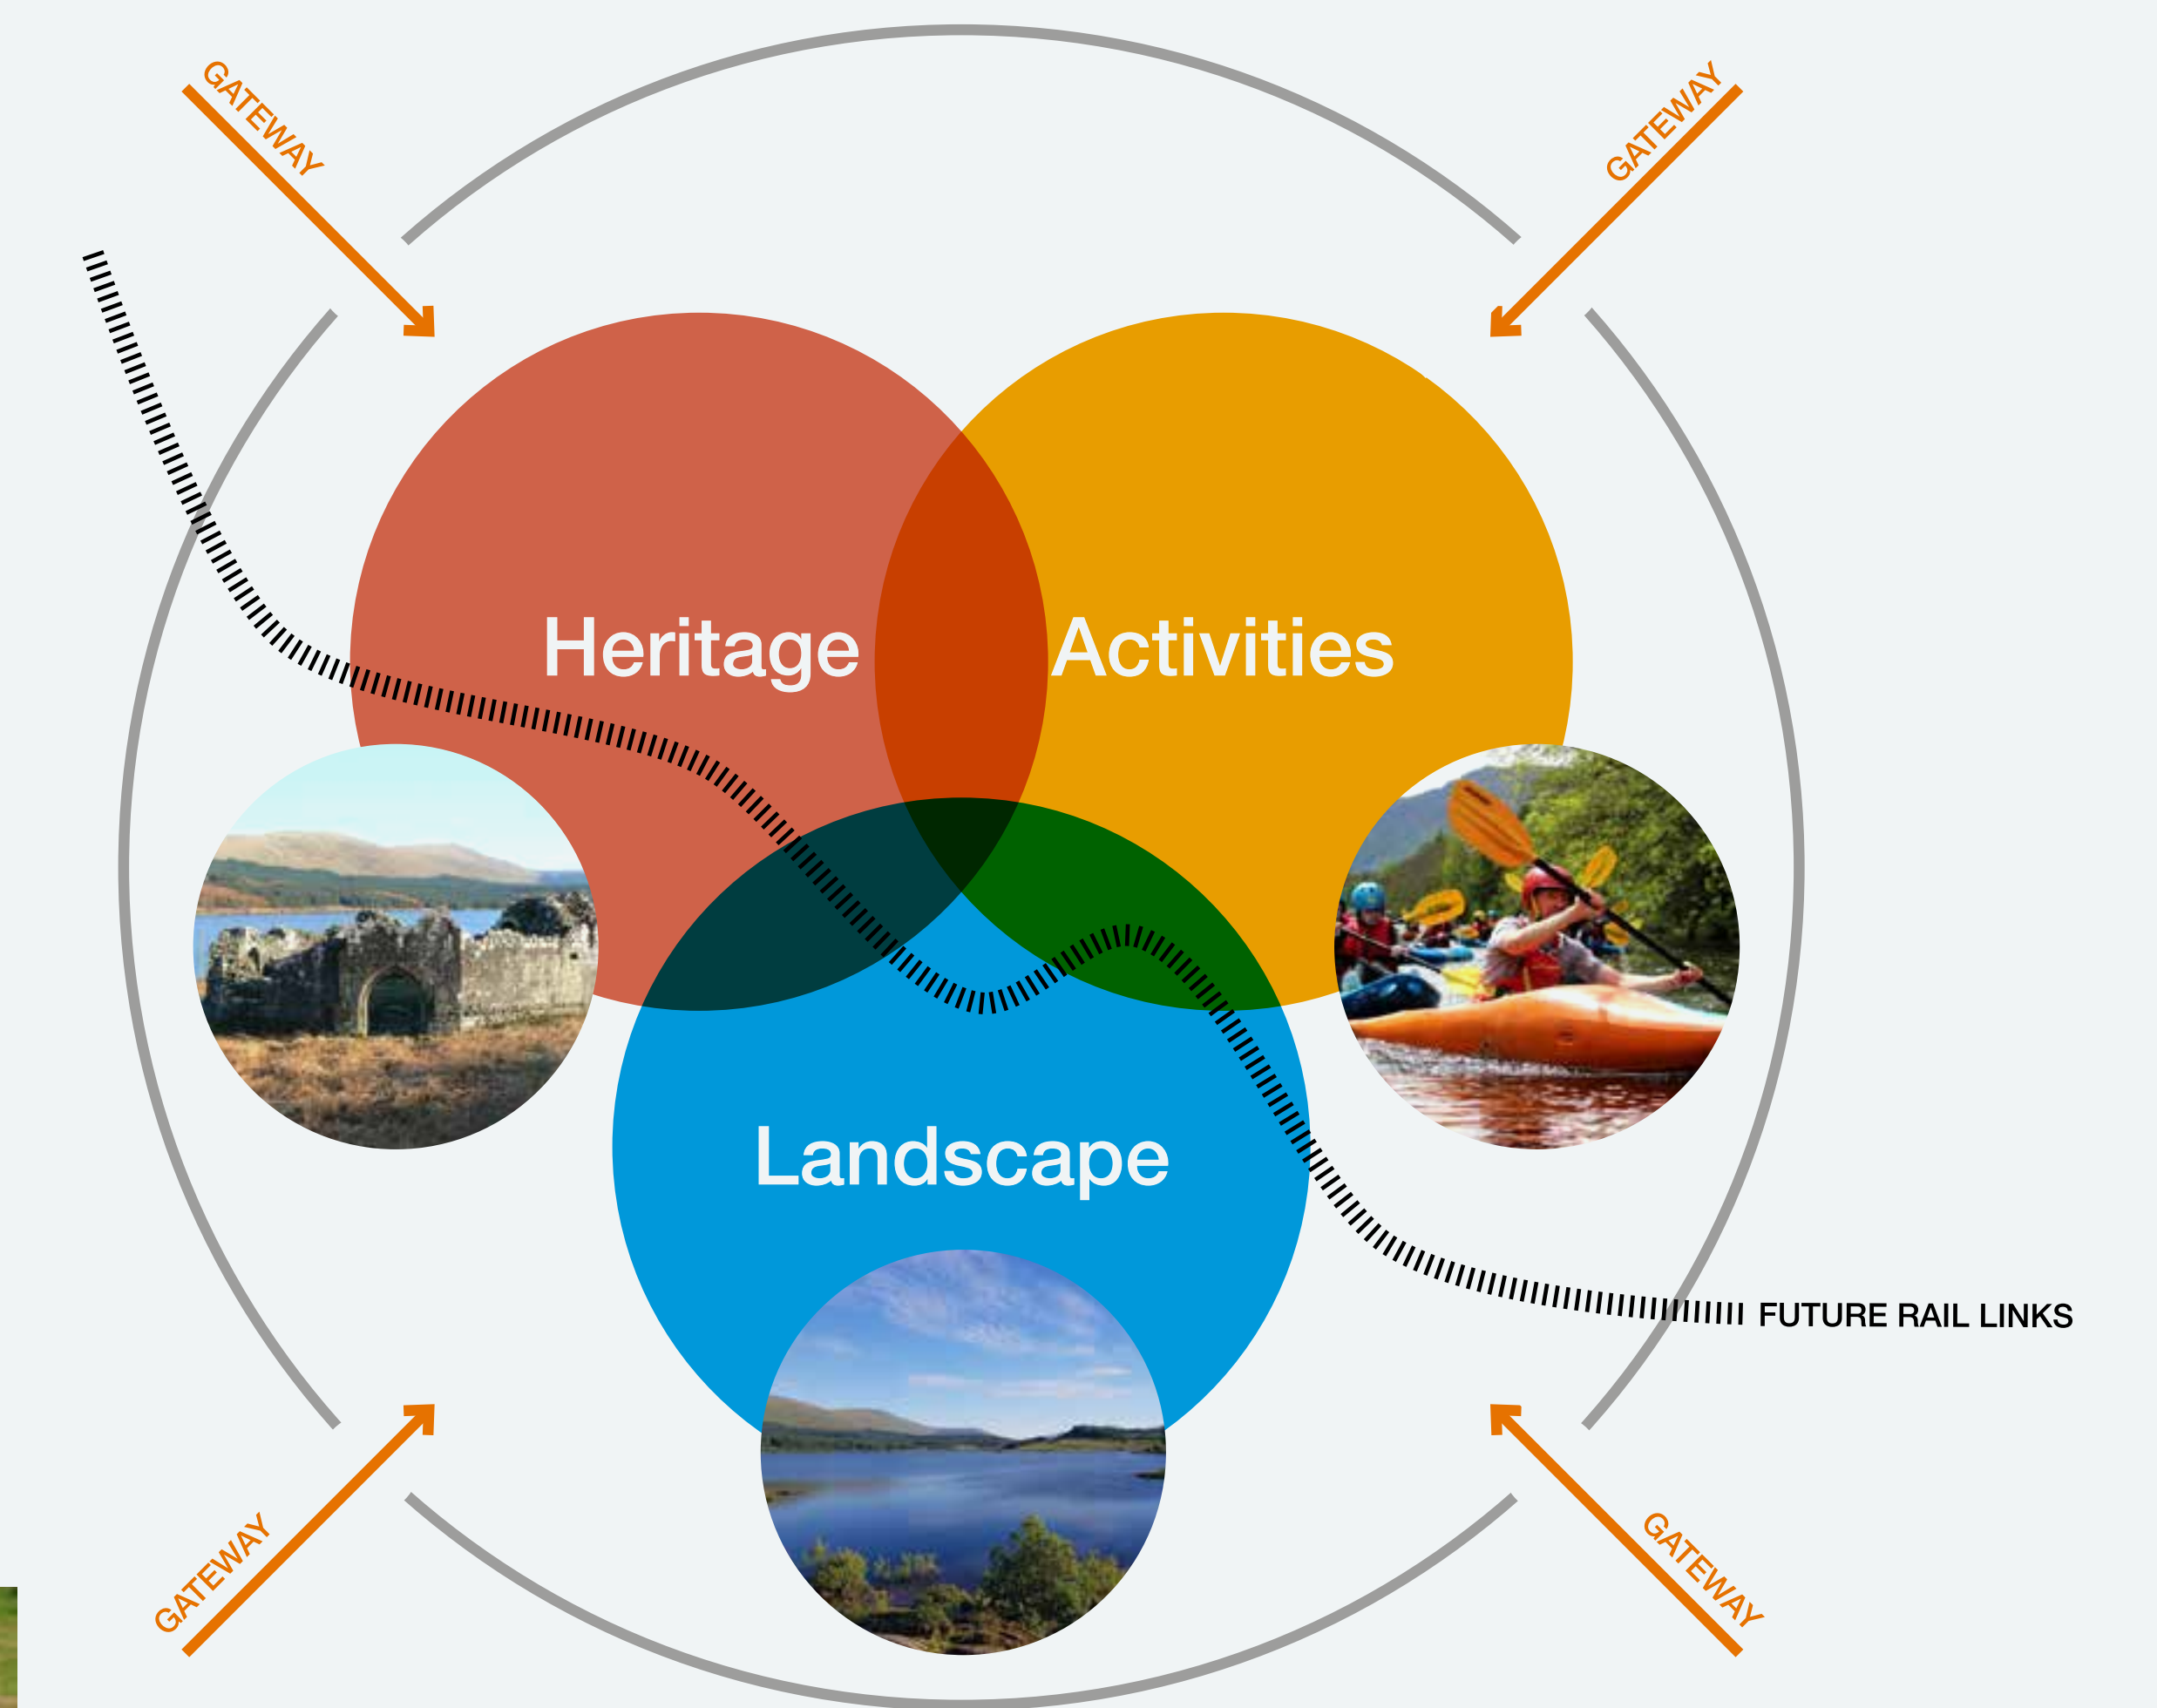 GATEWAY
GATEWAY
Heritage
Activities
Landscape
FUTURE RAIL LINKS
GATEWAY
GATEWAY